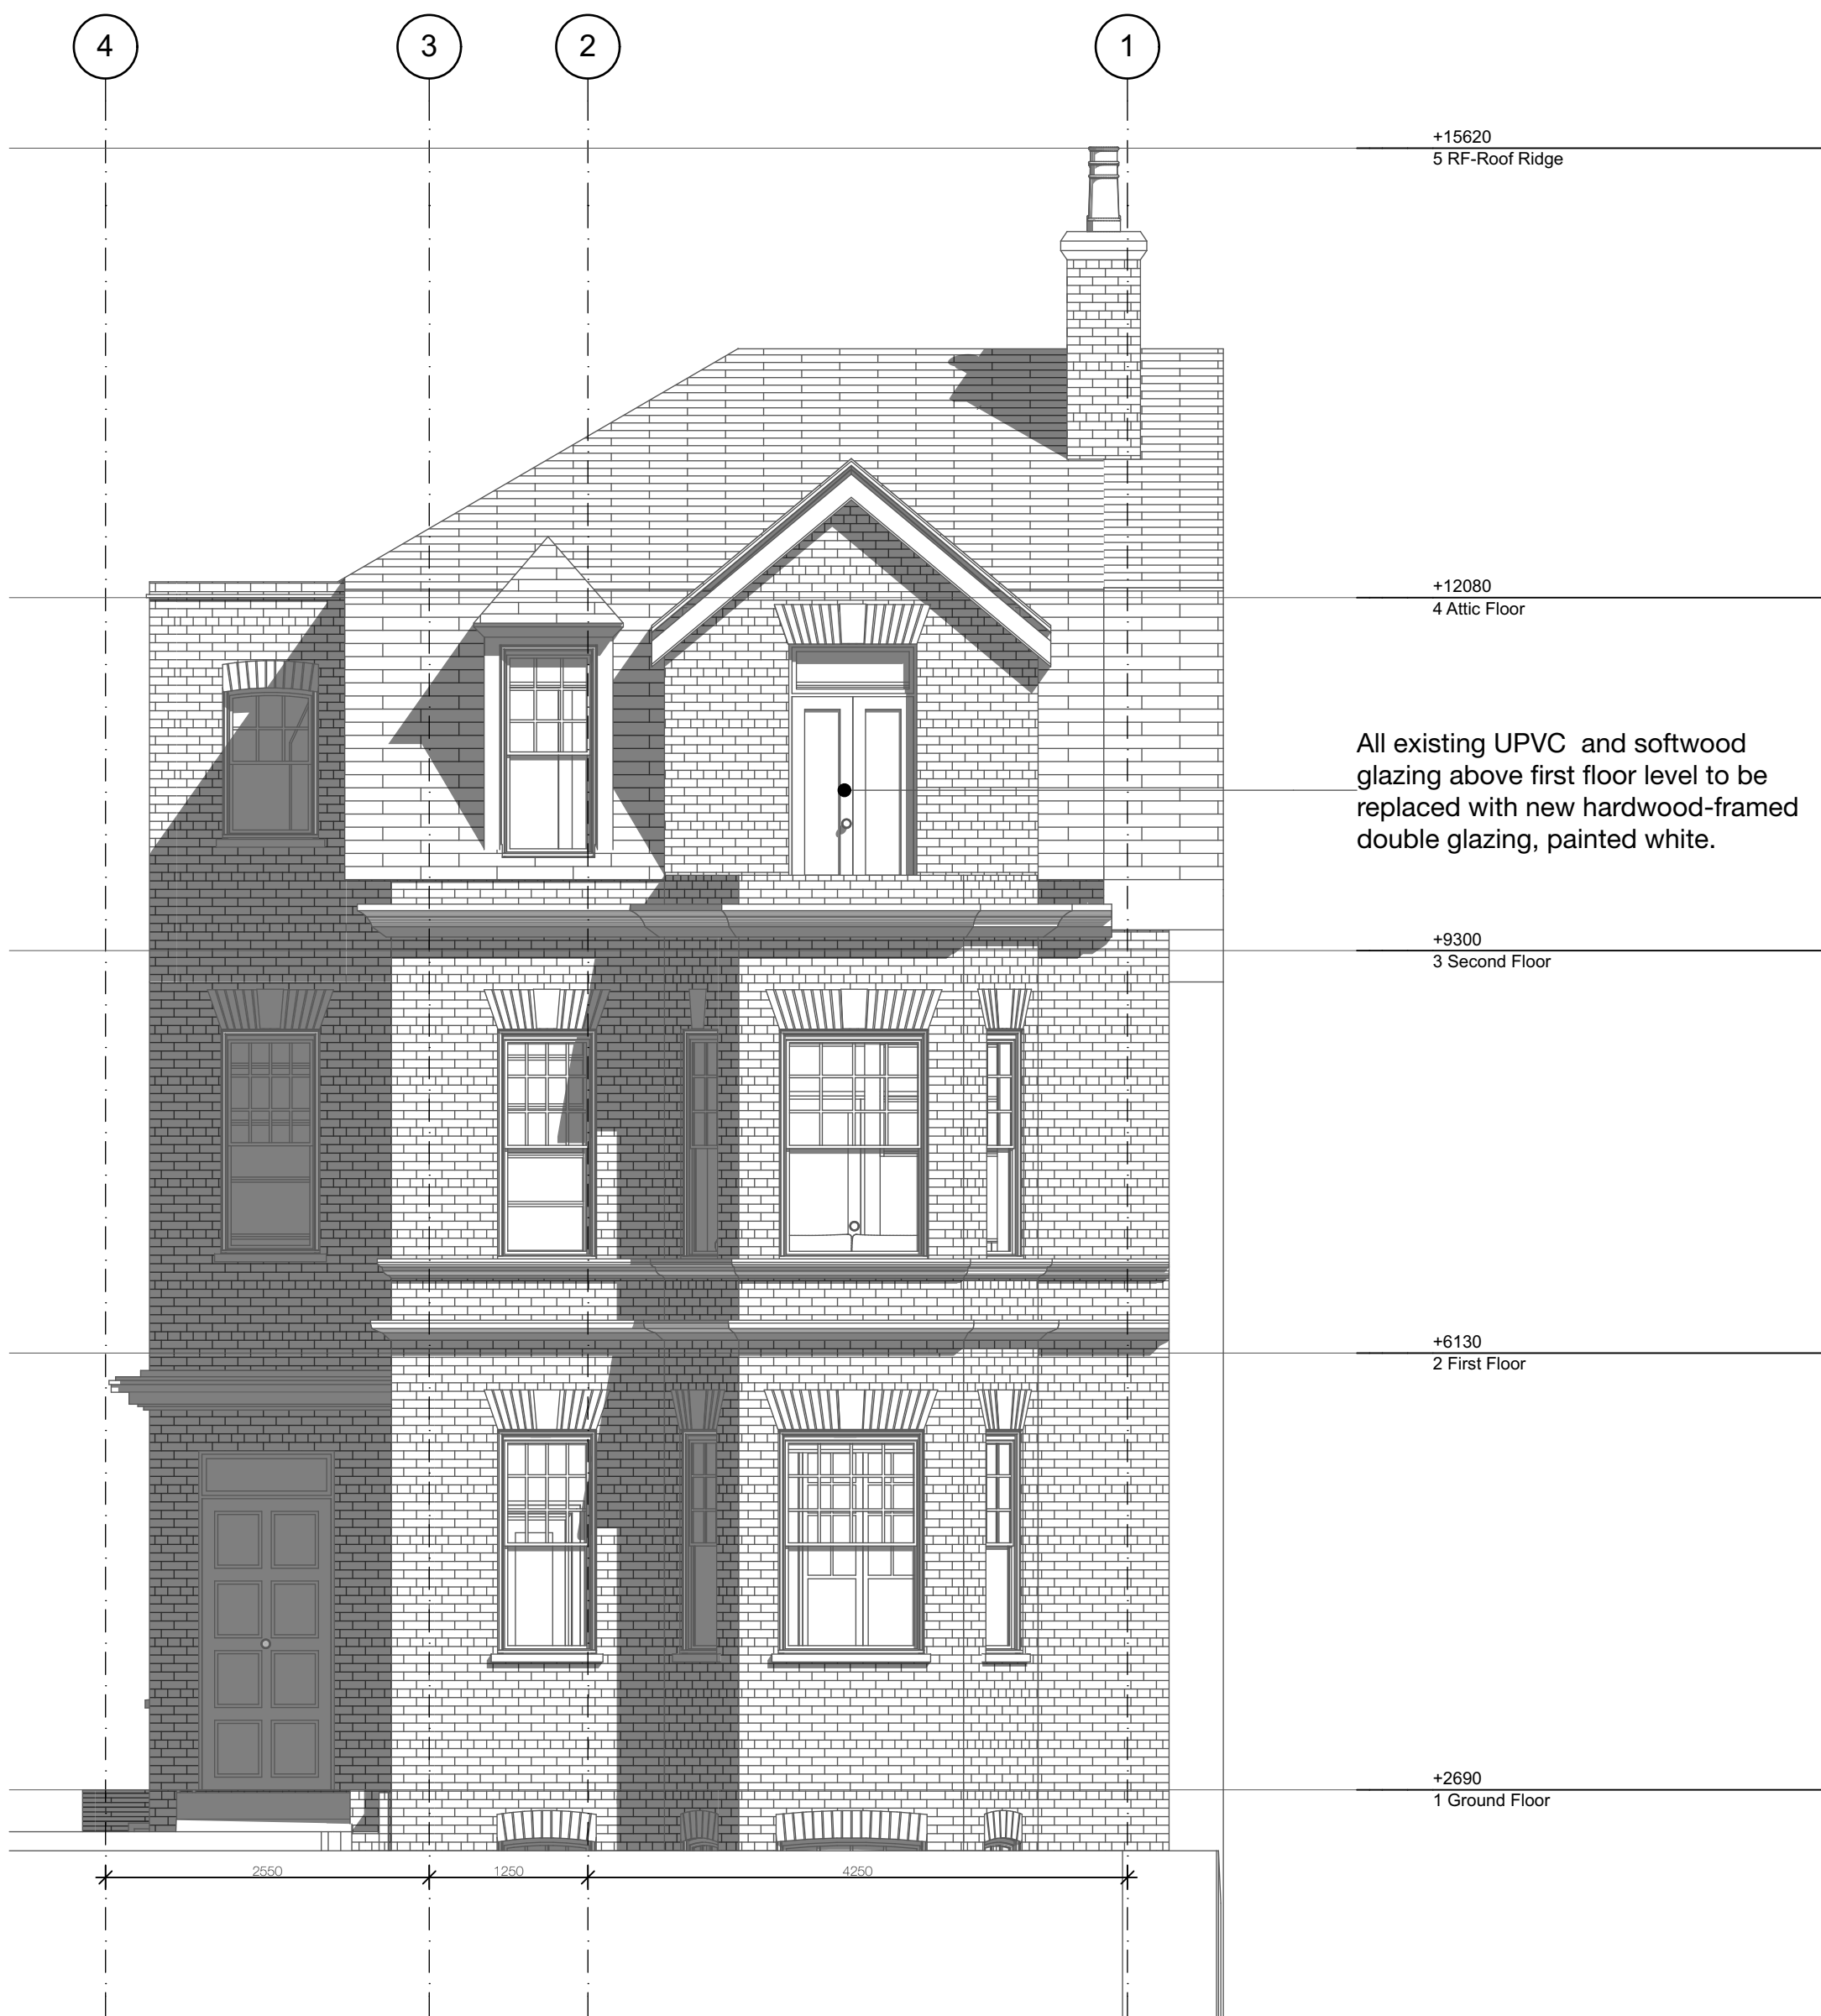 4
3
2
1
+15620
5 RF-Roof Ridge
+12080
4 Attic Floor
All existing UPVC and softwood
glazing above first floor level to be
replaced with new hardwood-framed
double glazing, painted white.
+9300
3 Second Floor
+6130
2 First Floor
+2690
1 Ground Floor
2550
1250
4250